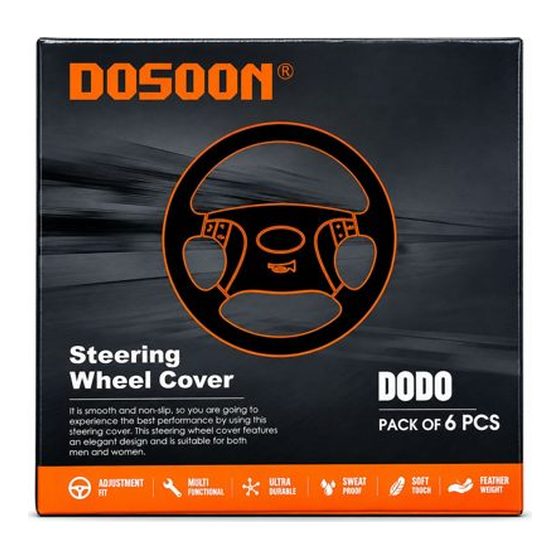 DOSOON®
Steering
Wheel Cover
It is smooth and non-slip, so you are going to
experience the best performance by using this
steering cover. This steering wheel cover features
an elegant design and is suitable for both
men and women.
DODO
PACK OF 6 PCS
ADJUSTMENT
FIT
MULTI
FUNCTIONAL
ULTRA
DURABLE
SWEAT
PROOF
SOFT
TOUCH
FEATHER
WEIGHT